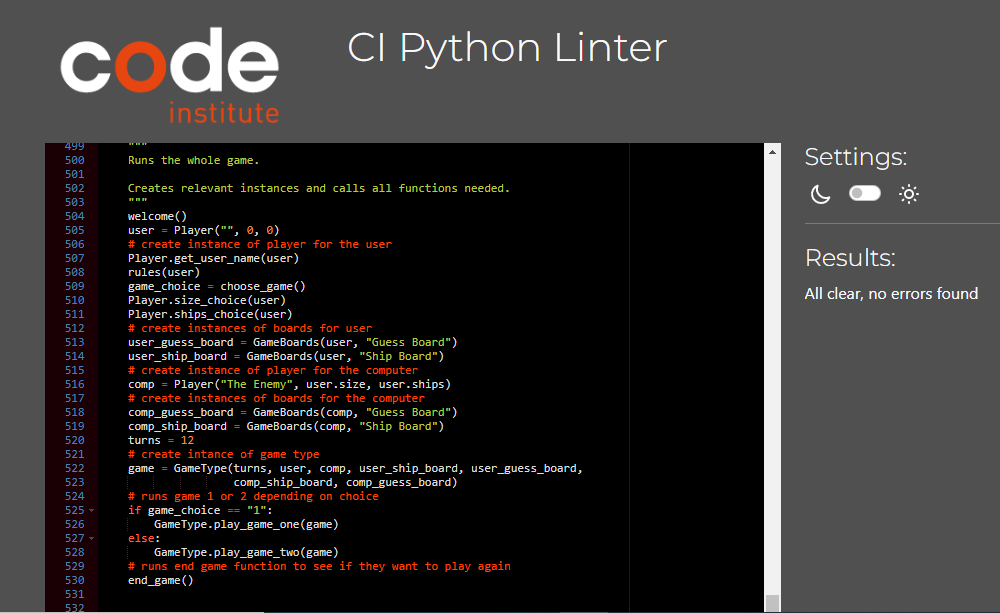 code
institute
CI Python Linter
499 """
500 Runs the whole game.
501
502 Creates relevant instances and calls all functions needed.
503 """
504 welcome()
505 user = Player("", 0, 0)
506 # create instance of player for the user
507 Player.get_user_name(user)
508 rules(user)
509 game_choice = choose_game()
510 Player.size_choice(user)
511 Player.ships_choice(user)
512 # create instances of boards for user
513 user_guess_board = GameBoards(user, "Guess Board")
514 user_ship_board = GameBoards(user, "Ship Board")
515 # create instance of player for the computer
516 comp = Player("The Enemy", user.size, user.ships)
517 # create instances of boards for the computer
518 comp_guess_board = GameBoards(comp, "Guess Board")
519 comp_ship_board = GameBoards(comp, "Ship Board")
520 turns = 12
521 # create intance of game type
522 game = GameType(turns, user, comp, user_ship_board, user_guess_board,
523 comp_ship_board, comp_guess_board)
524 # runs game 1 or 2 depending on choice
525 if game_choice == "1":
526 GameType.play_game_one(game)
527 else:
528 GameType.play_game_two(game)
529 # runs end game function to see if they want to play again
530 end_game()
531
532
Settings:
Results:
All clear, no errors found